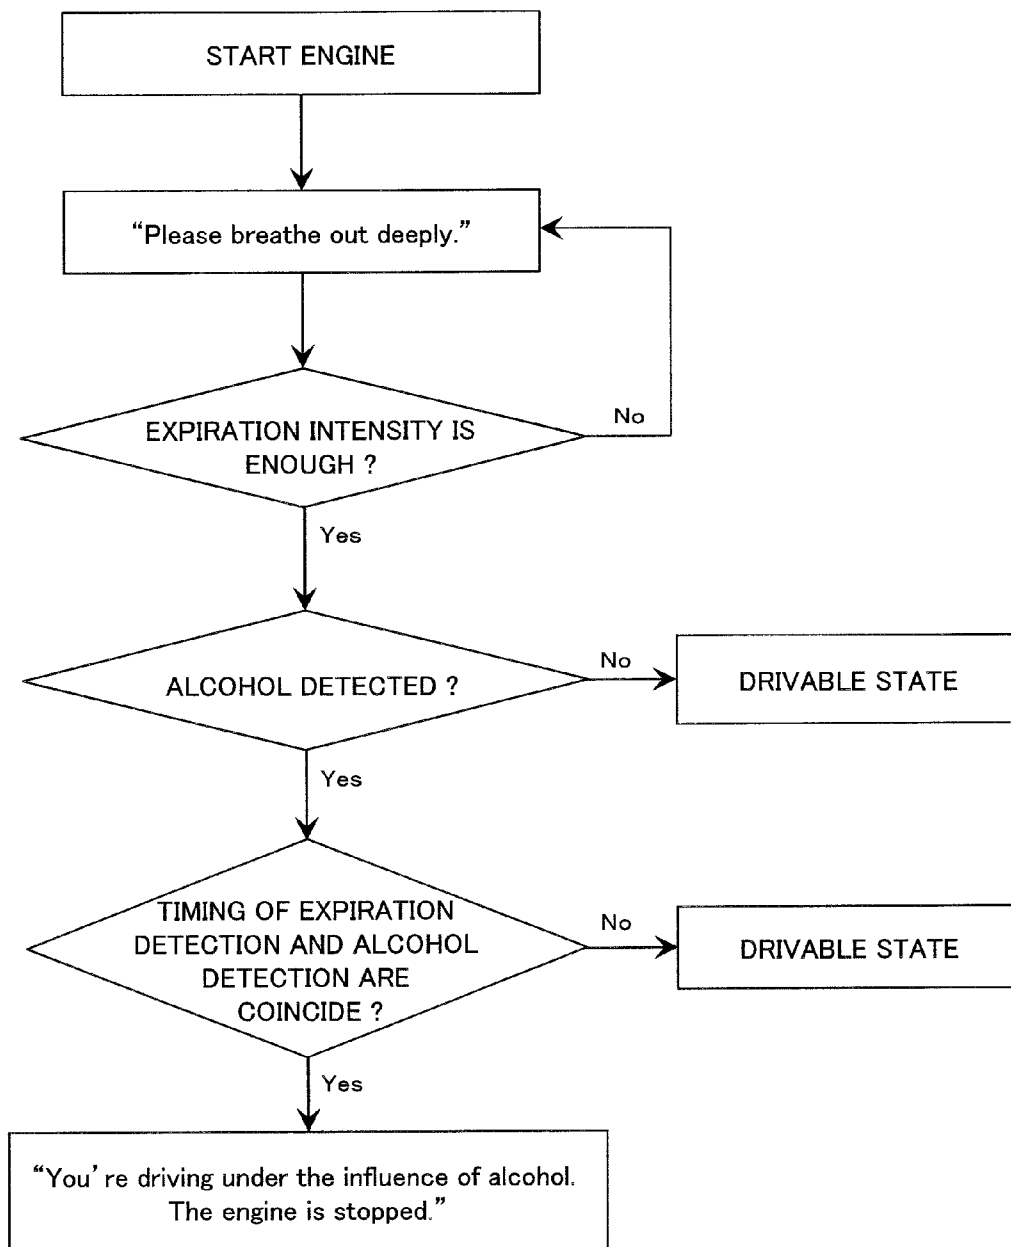 START ENGINE
“Please breathe out deeply.”
No
EXPIRATION INTENSITY IS
ENOUGH ?
Yes
No
ALCOHOL DETECTED ?
DRIVABLE STATE
Yes
TIMING OF EXPIRATION
DETECTION AND ALCOHOL
DETECTION ARE
COINCIDE ?
No
DRIVABLE STATE
Yes
“You’re driving under the influence of alcohol.
The engine is stopped.”